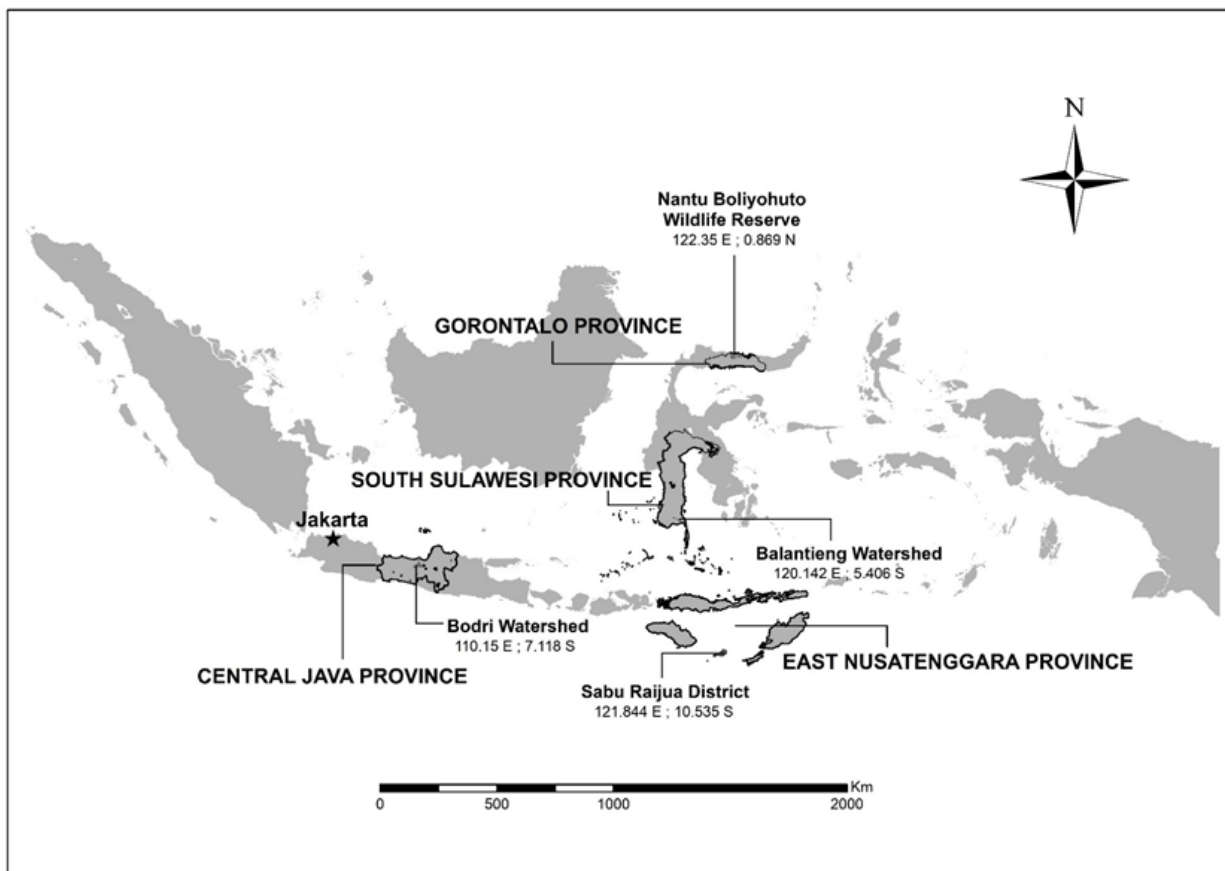 N
Nantu Boliyohuto
Wildlife Reserve
122.35 E ; 0.869 N
GORONTALO PROVINCE
SOUTH SULAWESI PROVINCE
Jakarta
Balantieng Watershed
120.142 E ; 5.406 S
Bodri Watershed
110.15 E ; 7.118 S
CENTRAL JAVA PROVINCE
EAST NUSATENGGARA PROVINCE
Sabu Raijua District
121.844 E ; 10.535 S
Km
0 500 1000 2000